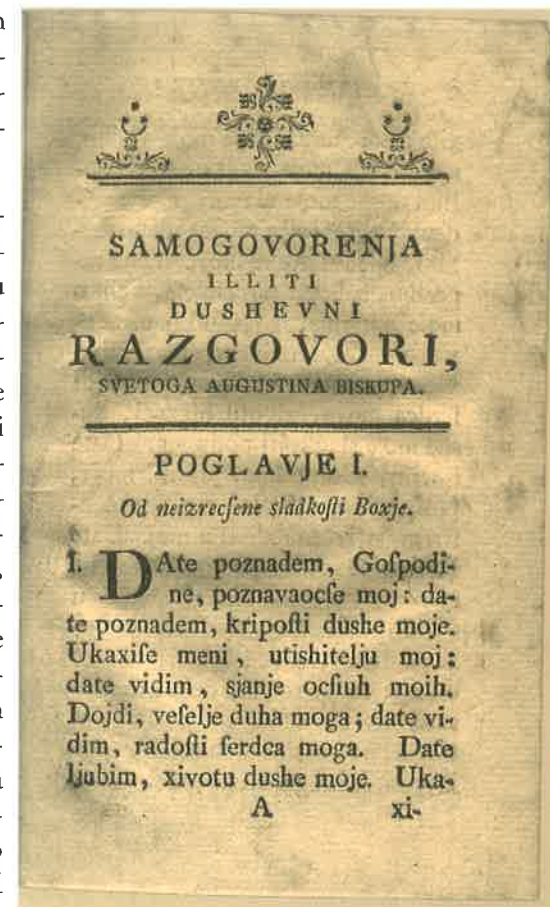 SAMOGOVORENJA
ILLITI
DUSHEVNI
RAZGOVORI,
SVETOGA AUGUSTINA BISKUPA.
POGLAVJE I.
Od neizrecſene sladkoſti Boxje.
I. DAte poznadem, Goſpodi-
ne, poznavaocſe moj: da-
te poznadem, kripoſti dushe moje.
Ukaxiſe meni, utishitelju moj:
date vidim, sjanje ocſiuh moih.
Dojdi, veſelje duha moga; date vi-
dim, radoſti ſerdca moga. Date
ljubim, xivotu dushe moje. Uka-
A xi-